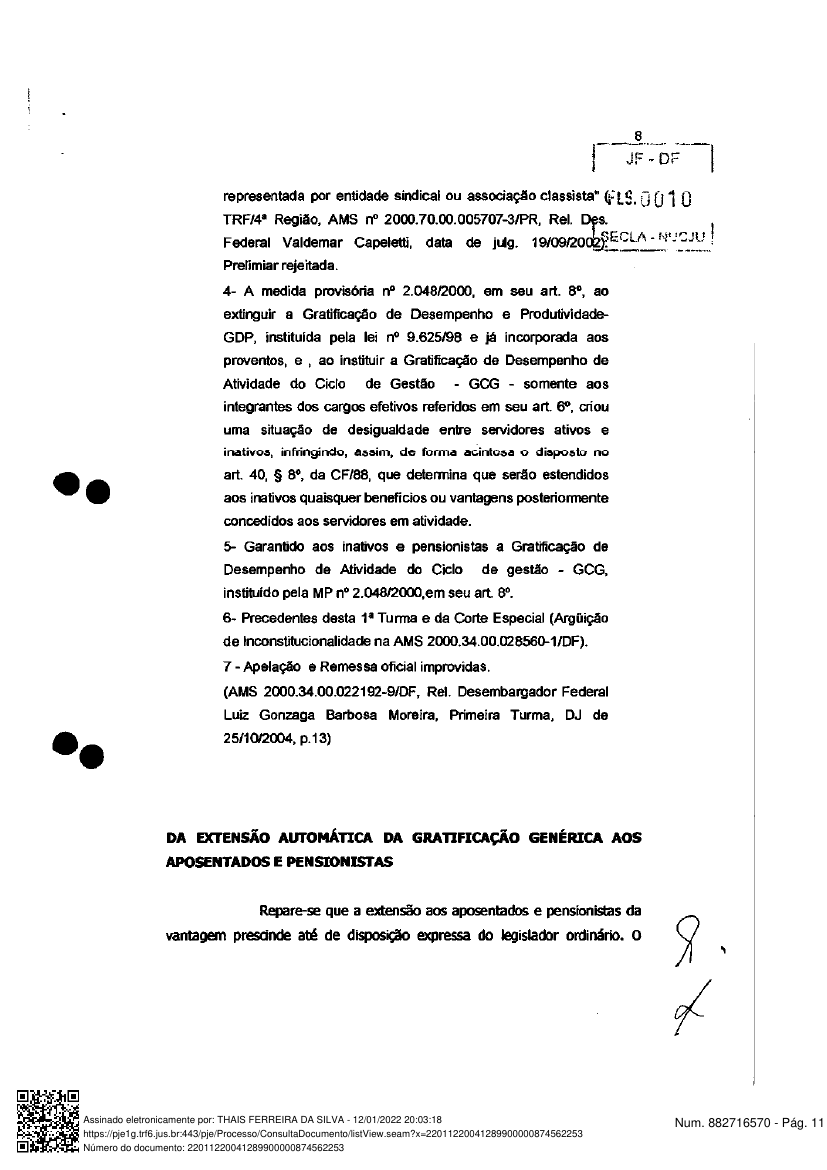 8
JF - DF
representada por entidade sindical ou associação classista" (
FLS.0010
TRF/4ª Região, AMS nº 2000.70.00.005707-3/PR, Rel. Des.
Federal Valdemar Capeletti, data de julg. 19/09/2002).
SECLA - NUCJU
Prelimiar rejeitada.
4- A medida provisória nº 2.048/2000, em seu art. 8º, ao
extinguir a Gratificação de Desempenho e Produtividade-
GDP, instituída pela lei nº 9.625/98 e já incorporada aos
proventos, e , ao instituir a Gratificação de Desempenho de
Atividade do Ciclo de Gestão - GCG - somente aos
integrantes dos cargos efetivos referidos em seu art. 6º, criou
uma situação de desigualdade entre servidores ativos e
inativos, infringindo, assim, de forma acintosa o disposto no
art. 40, § 8º, da CF/88, que determina que serão estendidos
aos inativos quaisquer benefícios ou vantagens posteriormente
concedidos aos servidores em atividade.
5- Garantido aos inativos e pensionistas a Gratificação de
Desempenho de Atividade do Ciclo de gestão - GCG,
instituído pela MP nº 2.048/2000,em seu art. 8º.
6- Precedentes desta 1ª Turma e da Corte Especial (Argüição
de Inconstitucionalidade na AMS 2000.34.00.028560-1/DF).
7 - Apelação e Remessa oficial improvidas.
(AMS 2000.34.00.022192-9/DF, Rel. Desembargador Federal
Luiz Gonzaga Barbosa Moreira, Primeira Turma, DJ de
25/10/2004, p.13)
DA EXTENSÃO AUTOMÁTICA DA GRATIFICAÇÃO GENÉRICA AOS
APOSENTADOS E PENSIONISTAS
Repare-se que a extensão aos aposentados e pensionistas da
vantagem prescinde até de disposição expressa do legislador ordinário. O
Assinado eletronicamente por: THAIS FERREIRA DA SILVA - 12/01/2022 20:03:18
https://pje1g.trf6.jus.br:443/pje/Processo/ConsultaDocumento/listView.seam?x=22011220041289900000874562253
Número do documento: 22011220041289900000874562253
Num. 882716570 - Pág. 11